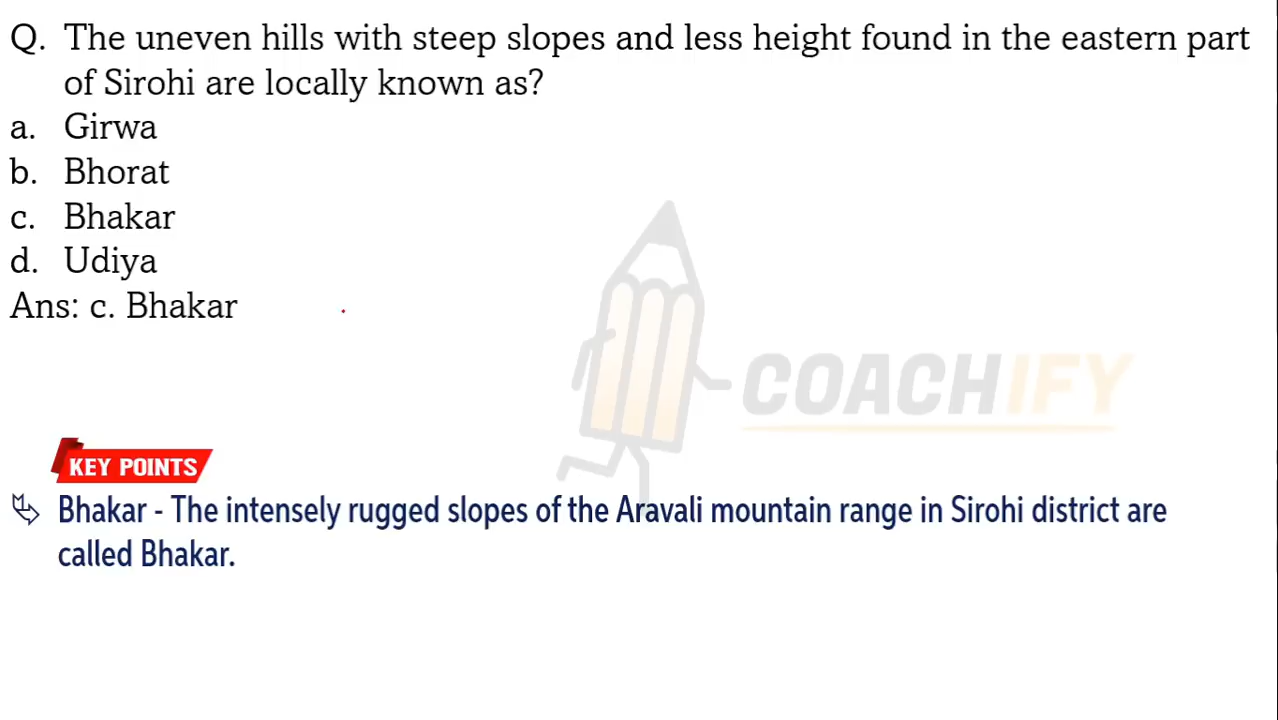 Q. The uneven hills with steep slopes and less height found in the eastern part
of Sirohi are locally known as?
a. Girwa
b. Bhorat
c. Bhakar
d. Udiya
Ans: c. Bhakar
COACHIFY
KEY POINTS
Bhakar - The intensely rugged slopes of the Aravali mountain range in Sirohi district are
called Bhakar.